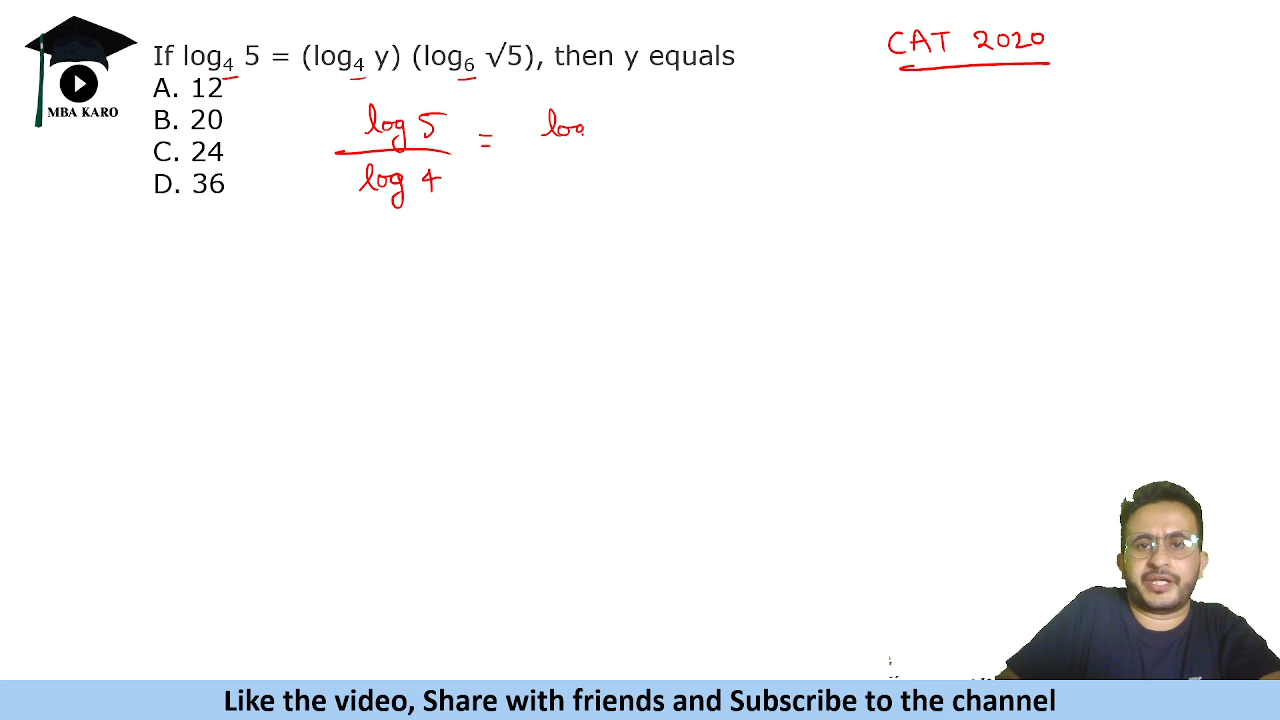 MBA KARO
If log₄ 5 = (log₄ y) (log₆ √5), then y equals
A. 12
B. 20
C. 24
D. 36
CAT 2020
log 5
log 4
=
log
Like the video, Share with friends and Subscribe to the channel